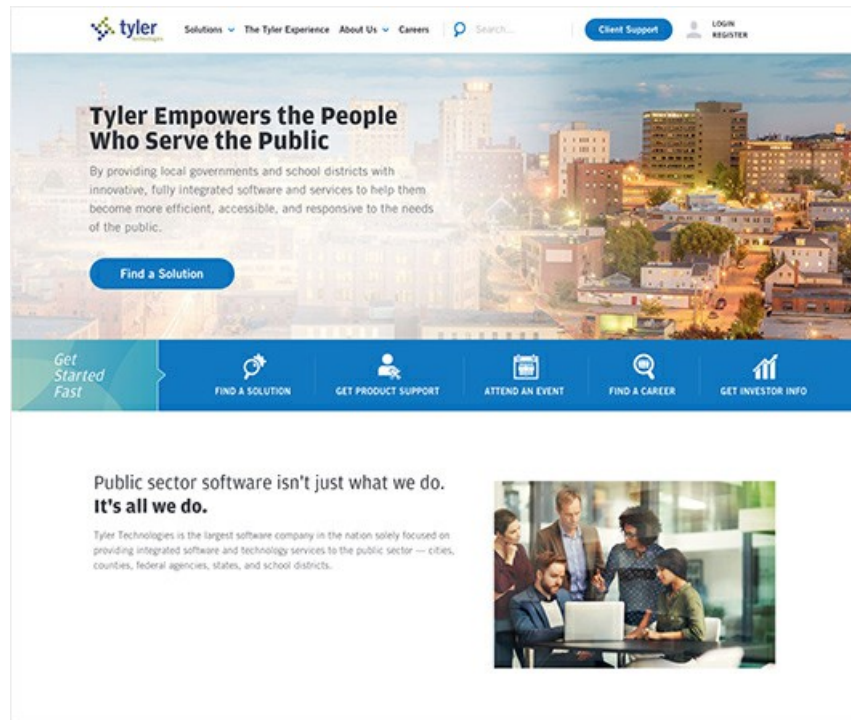 tyler
technologies
Solutions The Tyler Experience About Us Careers Search... Client Support LOGIN
REGISTER
Tyler Empowers the People
Who Serve the Public
By providing local governments and school districts with
innovative, fully integrated software and services to help them
become more efficient, accessible, and responsive to the needs
of the public.
Find a Solution
Get
Started
Fast
FIND A SOLUTION GET PRODUCT SUPPORT ATTEND AN EVENT FIND A CAREER GET INVESTOR INFO
Public sector software isn't just what we do.
It's all we do.
Tyler Technologies is the largest software company in the nation solely focused on
providing integrated software and technology services to the public sector — cities,
counties, federal agencies, states, and school districts.